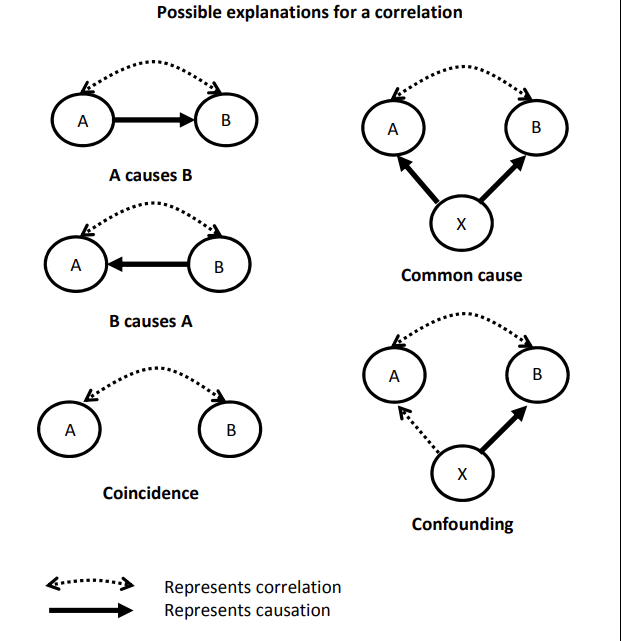 Possible explanations for a correlation
A
B
A causes B
A
B
B causes A
A
B
Coincidence
A
B
X
Common cause
A
B
X
Confounding
Represents correlation
Represents causation